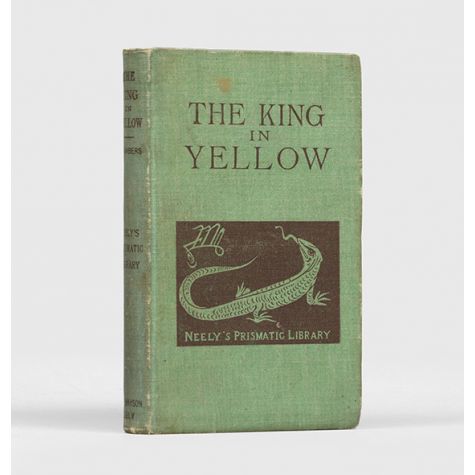 THE KING
IN
YELLOW
NEELY'S PRISMATIC LIBRARY
THE
KING
IN
YELLOW
CHAMBERS
NEELY'S
PRISMATIC
LIBRARY